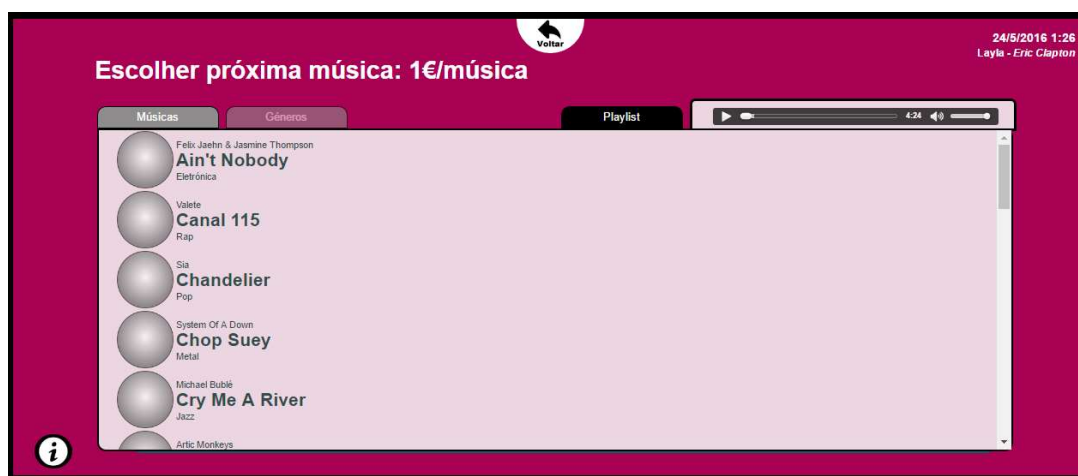 Voltar
24/5/2016 1:26
Layla - Eric Clapton
Escolher próxima música: 1€/música
Músicas
Géneros
Playlist
4:24
Felix Jaehn & Jasmine Thompson
Ain't Nobody
Eletrónica
Valete
Canal 115
Rap
Sia
Chandelier
Pop
System Of A Down
Chop Suey
Metal
Michael Bublé
Cry Me A River
Jazz
Artic Monkeys
i